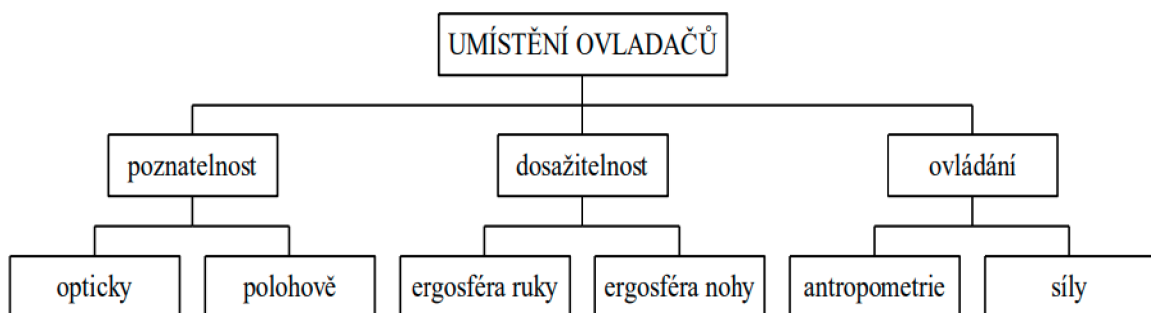 UMÍSTĚNÍ OVLADAČŮ
poznatelnost
dosažitelnost
ovládání
opticky
polohově
ergosféra ruky
ergosféra nohy
antropometrie
síly